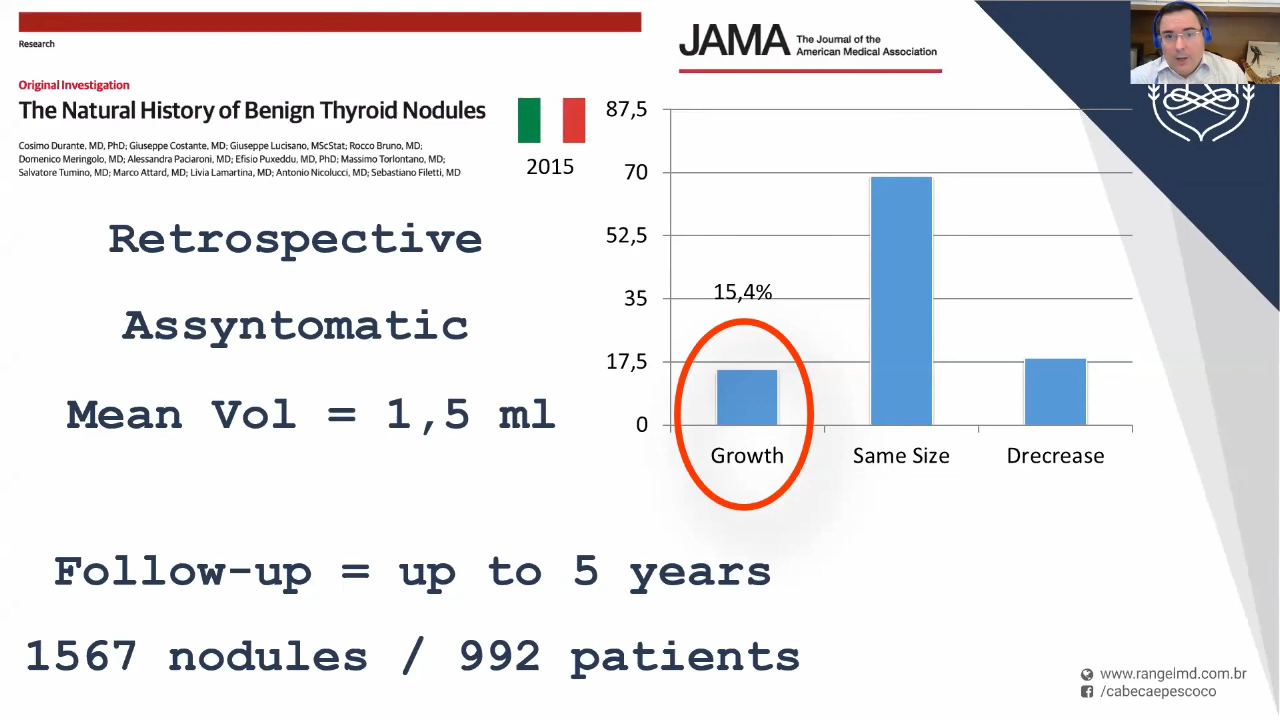 Research
Original Investigation
The Natural History of Benign Thyroid Nodules
Cosimo Durante, MD, PhD; Giuseppe Costante, MD; Giuseppe Lucisano, MScStat; Rocco Bruno, MD;
Domenico Meringolo, MD; Alessandra Paciaroni, MD; Efisio Puxeddu, MD, PhD; Massimo Torlontano, MD;
Salvatore Tumino, MD; Marco Attard, MD; Livia Lamartina, MD; Antonio Nicolucci, MD; Sebastiano Filetti, MD
2015
JAMA The Journal of the
American Medical Association
Retrospective
Assyntomatic
Mean Vol = 1,5 ml
Follow-up = up to 5 years
1567 nodules / 992 patients
87,5
70
52,5
35
17,5
0
15,4%
Growth
Same Size
Drecrease
www.rangelmd.com.br
/cabecaepescoco